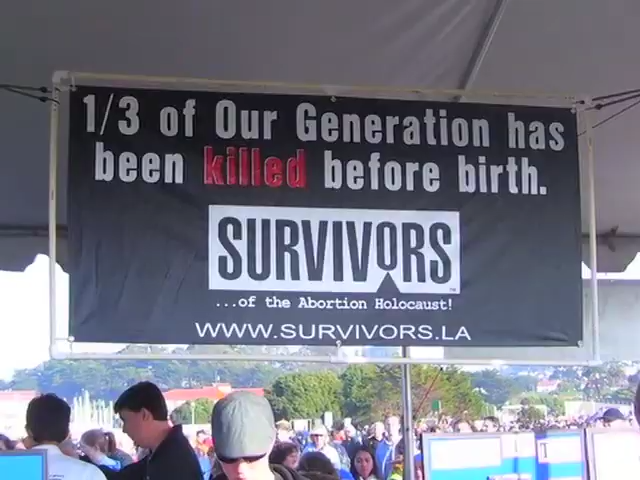 1/3 of Our Generation has
been killed before birth.
SURVIVORS
...of the Abortion Holocaust!
WWW.SURVIVORS.LA